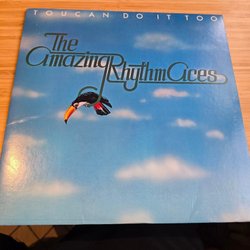 TOUCAN DO IT TOO
The
Amazing Rhythm Aces